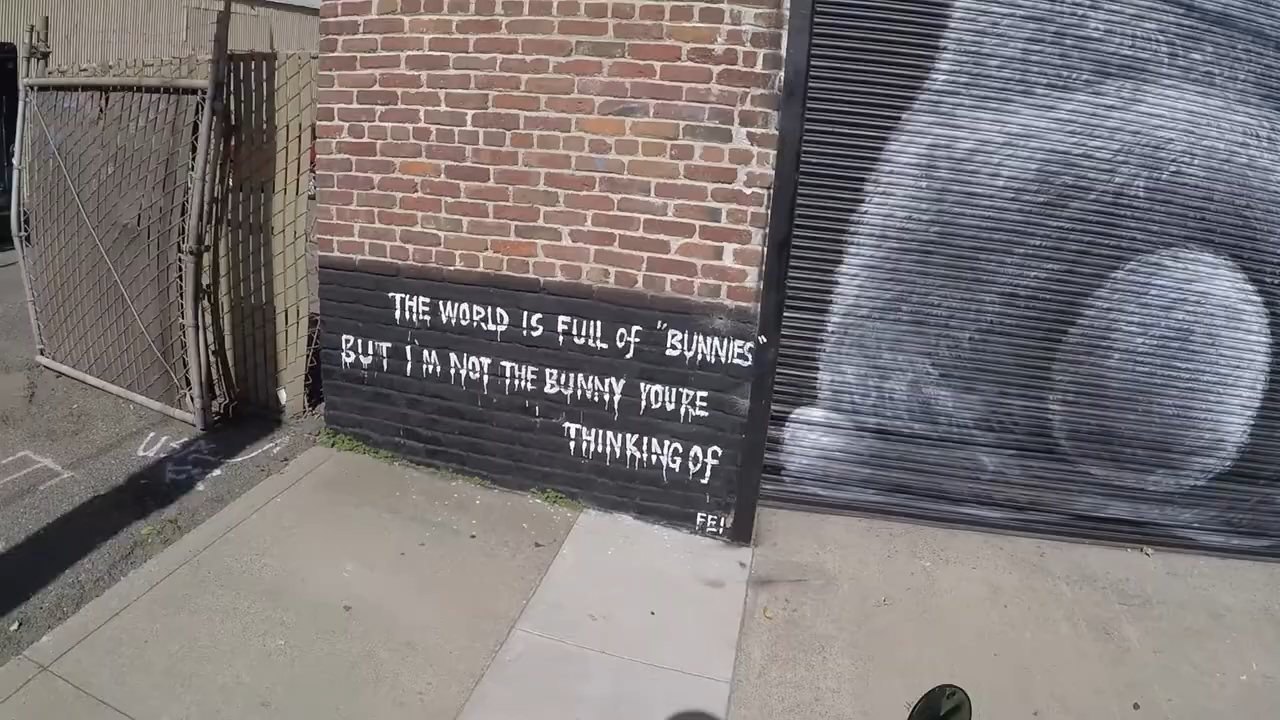 THE WORLD IS FULL OF "BUNNIES"
BUT I'M NOT THE BUNNY YOU'RE
THINKING OF
FEI